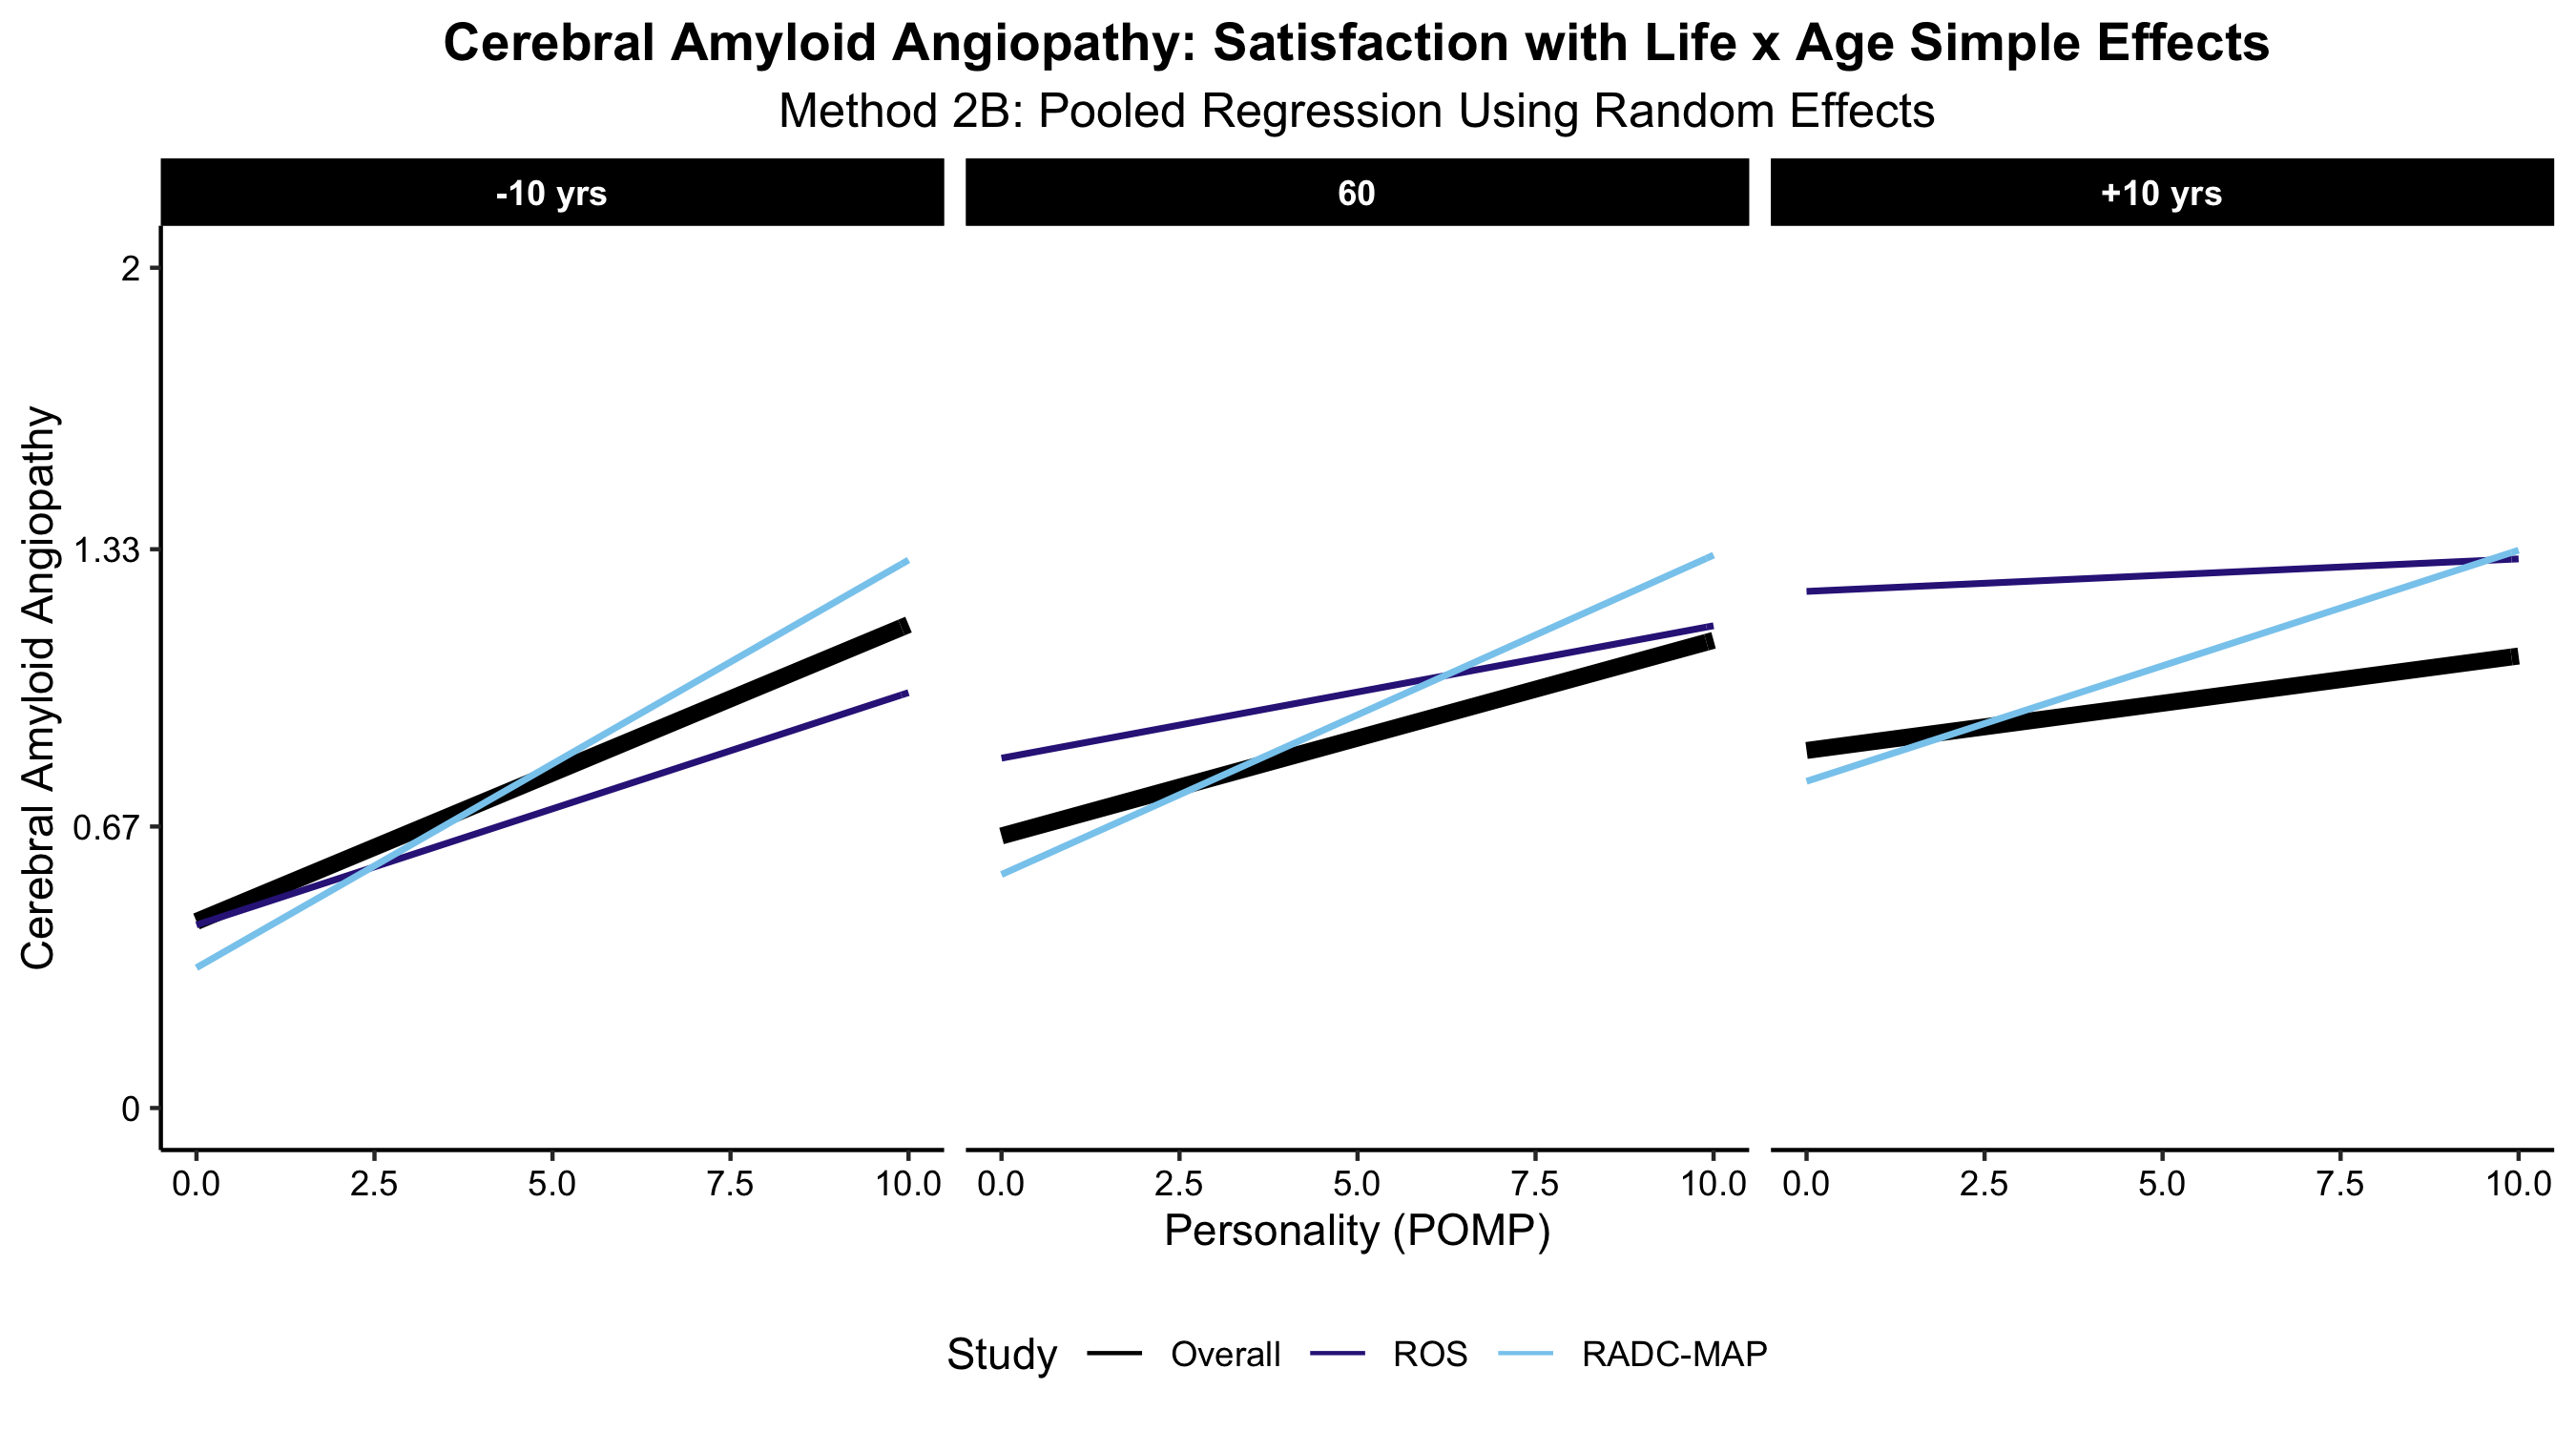 Cerebral Amyloid Angiopathy: Satisfaction with Life x Age Simple Effects
Method 2B: Pooled Regression Using Random Effects
-10 yrs 60 +10 yrs
Cerebral Amyloid Angiopathy
2
1.33
0.67
0
0.0 2.5 5.0 7.5 10.0 0.0 2.5 5.0 7.5 10.0 0.0 2.5 5.0 7.5 10.0
Personality (POMP)
Study Overall ROS RADC-MAP